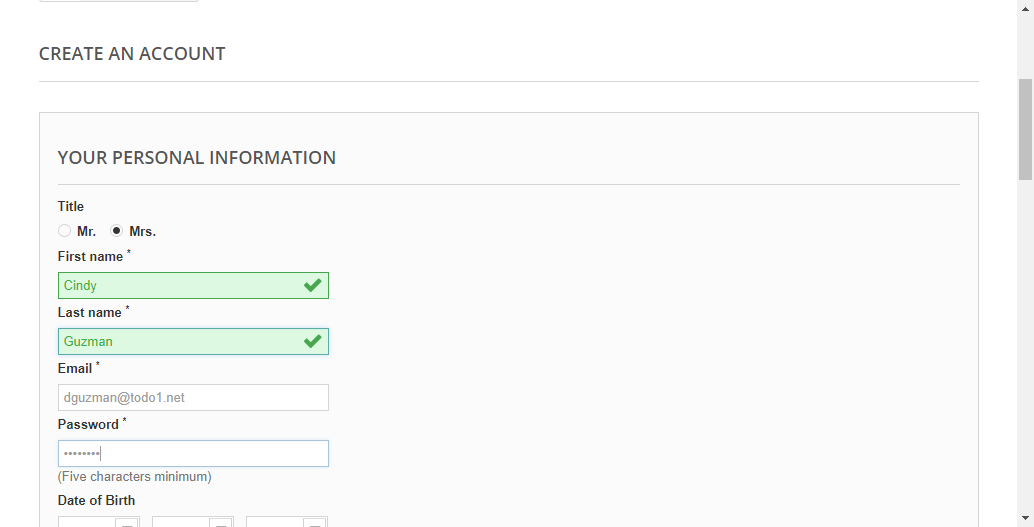 CREATE AN ACCOUNT
YOUR PERSONAL INFORMATION
Title
Mr. Mrs.
First name *
Cindy
Last name *
Guzman
Email *
dguzman@todo1.net
Password *
••••••••
(Five characters minimum)
Date of Birth